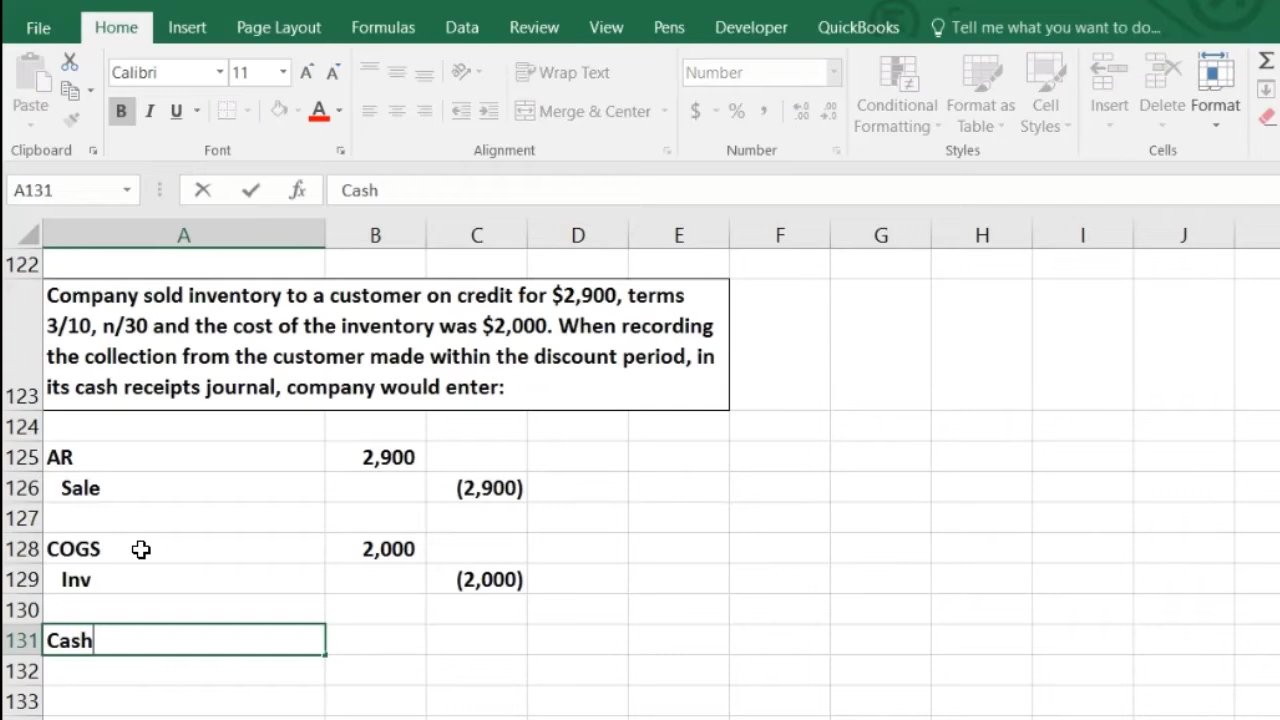 File Home Insert Page Layout Formulas Data Review View Pens Developer QuickBooks Tell me what you want to do...
Calibri 11 A A Wrap Text Number
Paste B I U A Merge & Center $ % , Conditional Formatting Format as Table Cell Styles Insert Delete Format
Clipboard Font Alignment Number Styles Cells
A131 fx Cash
A B C D E F G H I J
122
123 Company sold inventory to a customer on credit for $2,900, terms
3/10, n/30 and the cost of the inventory was $2,000. When recording
the collection from the customer made within the discount period, in
its cash receipts journal, company would enter:
124
125 AR 2,900
126 Sale (2,900)
127
128 COGS 2,000
129 Inv (2,000)
130
131 Cash
132
133